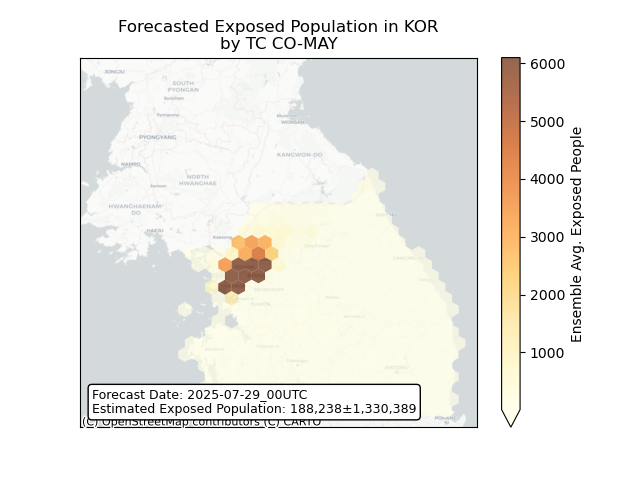 Forecasted Exposed Population in KOR
by TC CO-MAY
SOUTH
PYONGAN
PYONGYANG
KANGWON-DO
NORTH
HWANGHAE
HWANGHAENAM
DO
6000
5000
4000
3000
2000
1000
Ensemble Avg. Exposed People
Forecast Date: 2025-07-29_00UTC
Estimated Exposed Population: 188,238±1,330,389
(C) OpenStreetMap contributors (C) CARTO